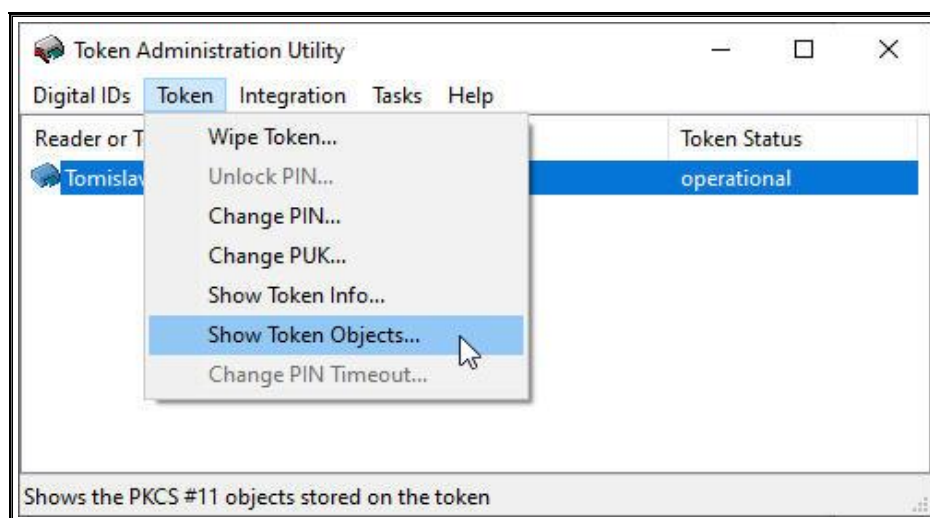 Token Administration Utility
Digital IDs Token Integration Tasks Help
Reader or T
Token Status
Tomislav
operational
Wipe Token...
Unlock PIN...
Change PIN...
Change PUK...
Show Token Info...
Show Token Objects...
Change PIN Timeout...
Shows the PKCS #11 objects stored on the token